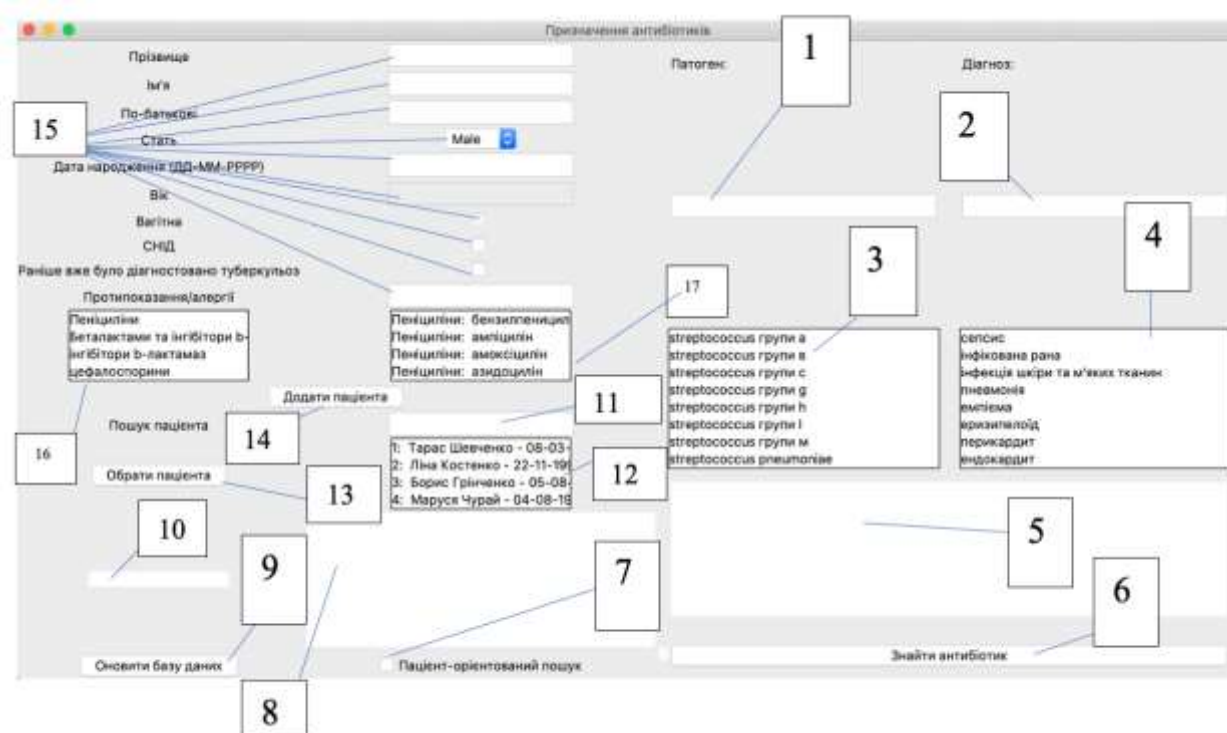 Призначення антибіотиків
Прізвище
Ім'я
По-батькові
Стать
Male
Дата народження (ДД-ММ-РРРР)
Вік
Вагітна
СНІД
Раніше вже було діагностовано туберкульоз
Протипоказання/алергії
Пеніциліни
Беталактами та інгібітори b-
інгібітори b-лактамаз
цефалоспорини
Пеніциліни: бензилпеницил
Пеніциліни: ампіцилін
Пеніциліни: амоксіцилін
Пеніциліни: азидоцилін
Додати пацієнта
Пошук пацієнта
1: Тарас Шевченко - 08-03-
2: Ліна Костенко - 22-11-199
3: Борис Грінченко - 05-08-
4: Маруся Чурай - 04-08-19
Обрати пацієнта
Оновити базу даних
Пацієнт-орієнтований пошук
Патоген:
Діагноз:
streptococcus групи а
streptococcus групи в
streptococcus групи с
streptococcus групи g
streptococcus групи h
streptococcus групи l
streptococcus групи м
streptococcus pneumoniae
сепсис
інфікована рана
інфекція шкіри та м'яких тканин
пневмонія
емпієма
еризипелоїд
перикардит
ендокардит
Знайти антибіотик
1
2
3
4
5
6
7
8
9
10
11
12
13
14
15
16
17